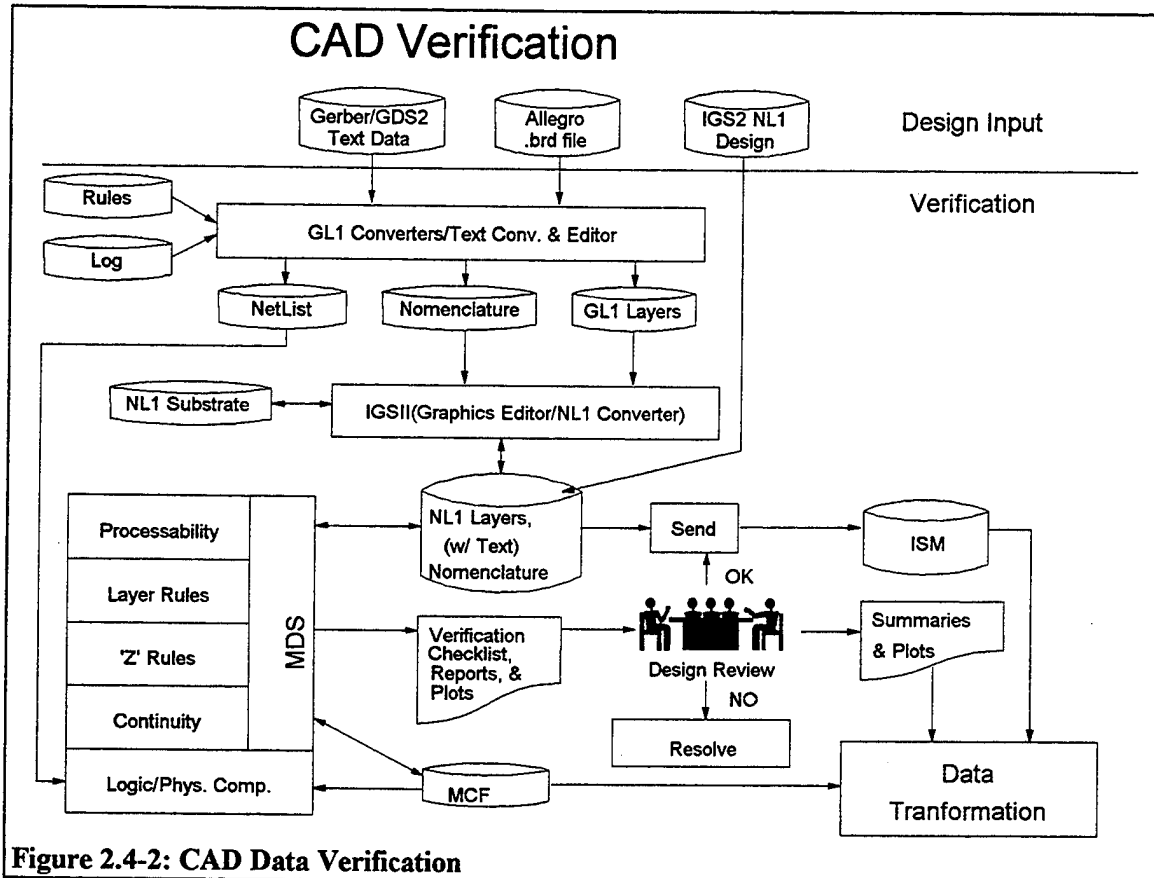 CAD Verification
Gerber/GDS2
Text Data
Allegro
.brd file
IGS2 NL1
Design
Design Input
Rules
Verification
GL1 Converters/Text Conv. & Editor
Log
NetList
Nomenclature
GL1 Layers
NL1 Substrate
IGSII(Graphics Editor/NL1 Converter)
Processability
Layer Rules
'Z' Rules
Continuity
MDS
Logic/Phys. Comp.
NL1 Layers,
(w/ Text)
Nomenclature
Send
ISM
OK
Verification
Checklist,
Reports, &
Plots
Design Review
Summaries
& Plots
NO
Resolve
MCF
Data
Tranformation
Figure 2.4-2: CAD Data Verification